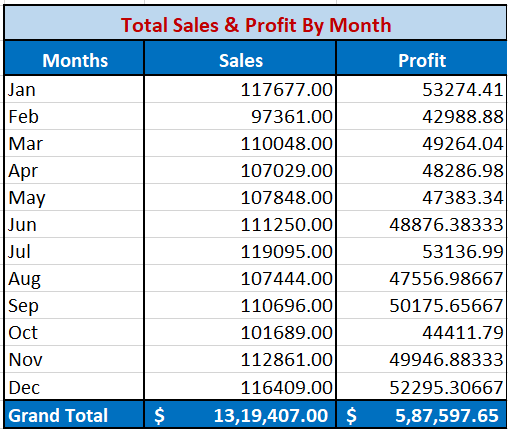 Total Sales & Profit By Month
Months Sales Profit
Jan 117677.00 53274.41
Feb 97361.00 42988.88
Mar 110048.00 49264.04
Apr 107029.00 48286.98
May 107848.00 47383.34
Jun 111250.00 48876.38333
Jul 119095.00 53136.99
Aug 107444.00 47556.98667
Sep 110696.00 50175.65667
Oct 101689.00 44411.79
Nov 112861.00 49946.88333
Dec 116409.00 52295.30667
Grand Total $ 13,19,407.00 $ 5,87,597.65